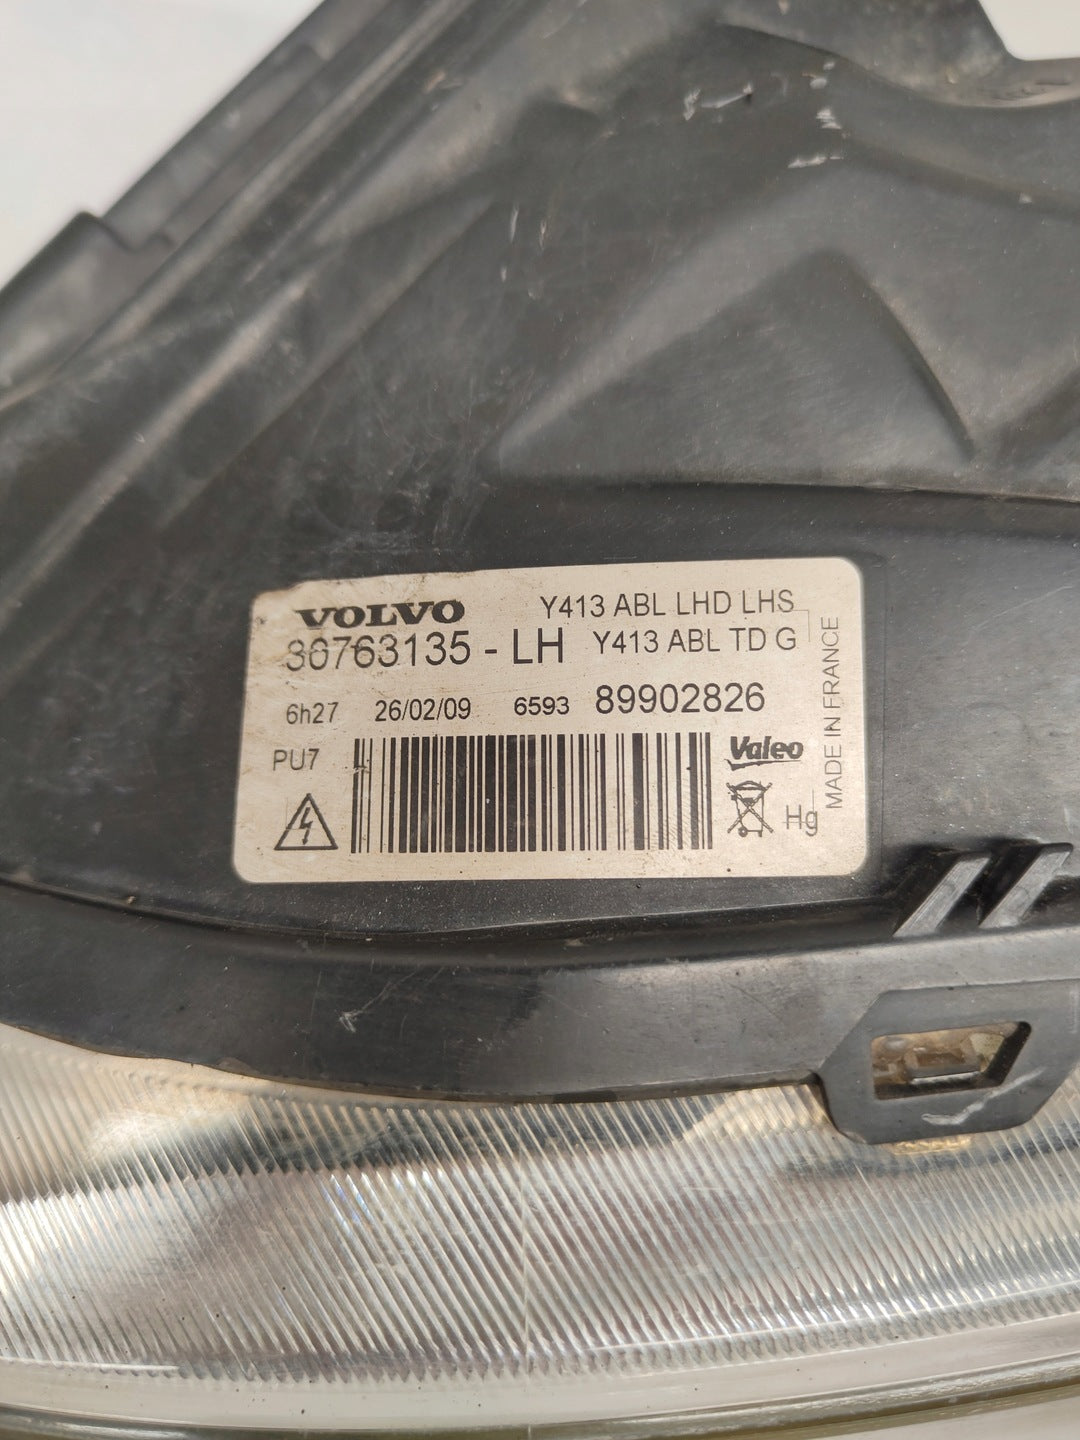 VOLVO
Y413 ABL LHD LHS
30763135 - LH
Y413 ABL TD G
6h27 26/02/09 6593 89902826
PU7
Valeo
Hg
MADE IN FRANCE